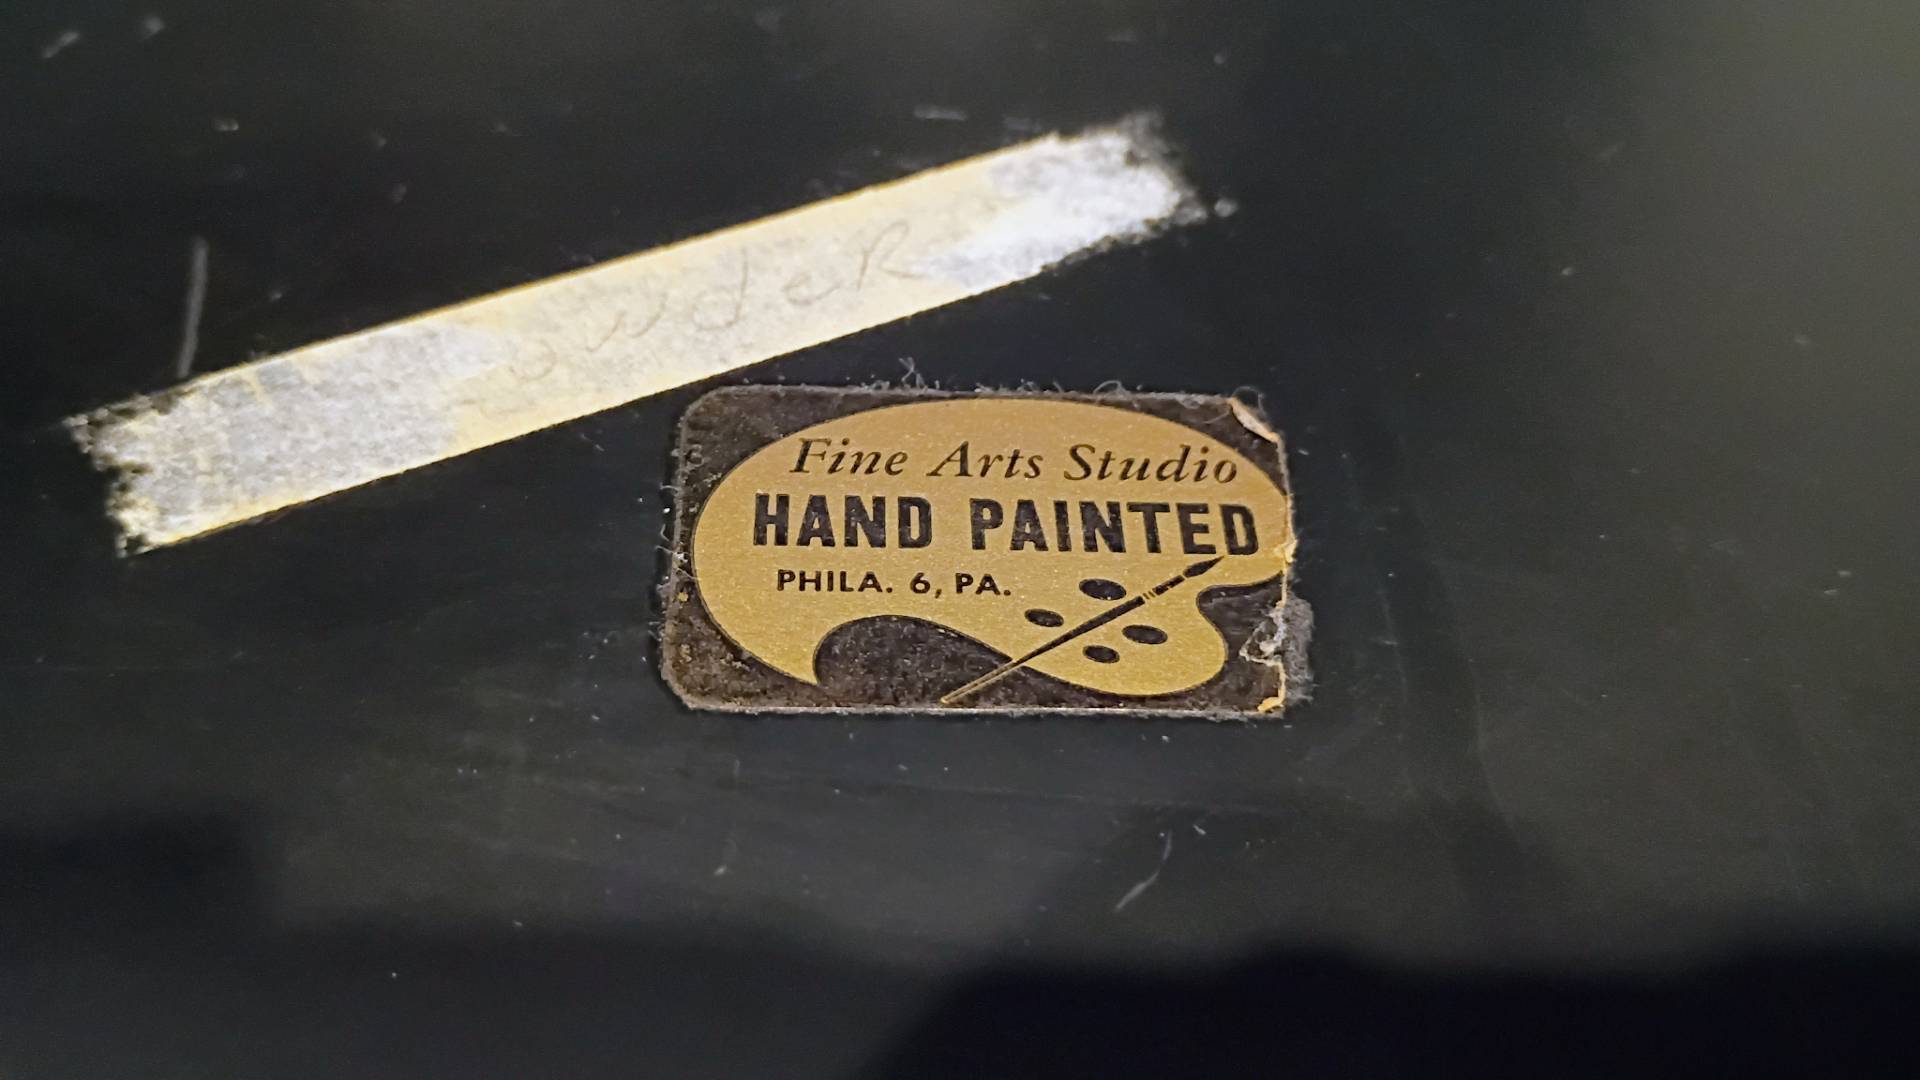 Fine Arts Studio
HAND PAINTED
PHILA. 6, PA.